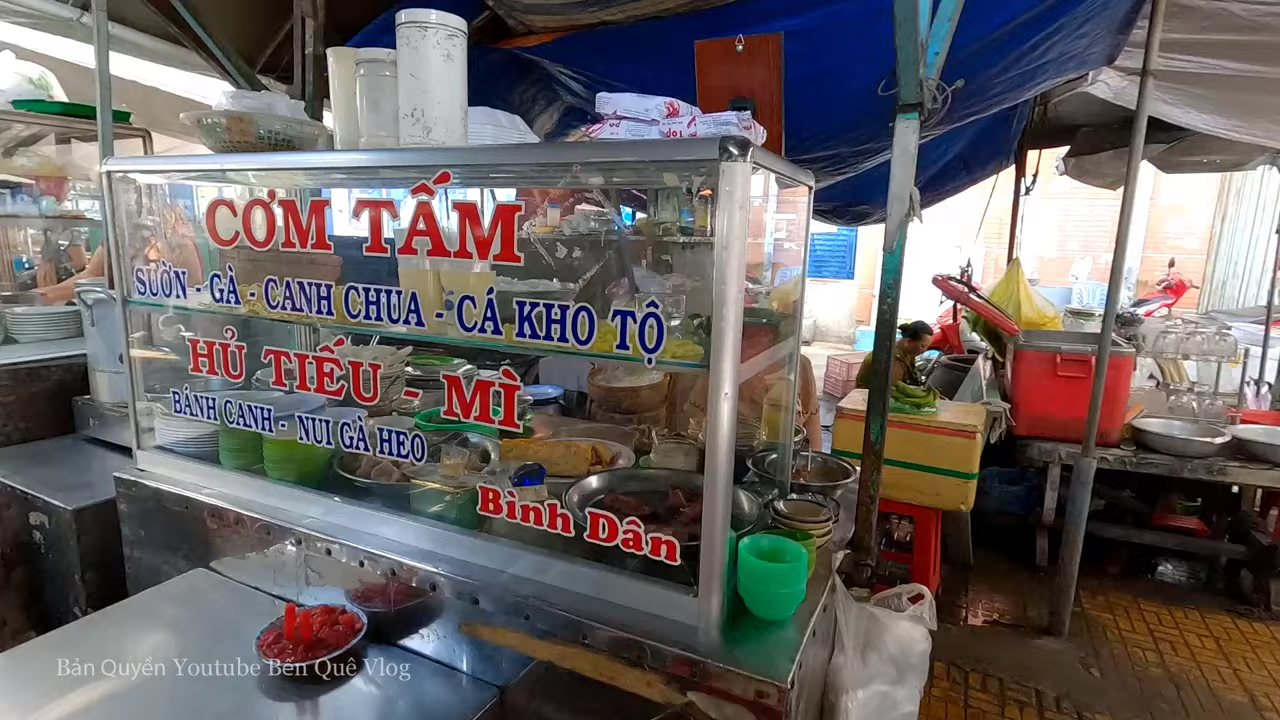 CƠM TẤM
SƯỜN - GÀ - CANH CHUA - CÁ KHO TỘ
HỦ TIẾU - MÌ
BÁNH CANH - NUI GÀ HEO
Bình Dân
TOP
Bản Quyền Youtube Bến Quê Vlog